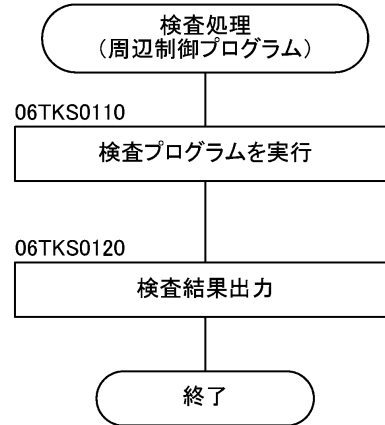 検査処理
（周辺制御プログラム）
06TKS0110
検査プログラムを実行
06TKS0120
検査結果出力
終了